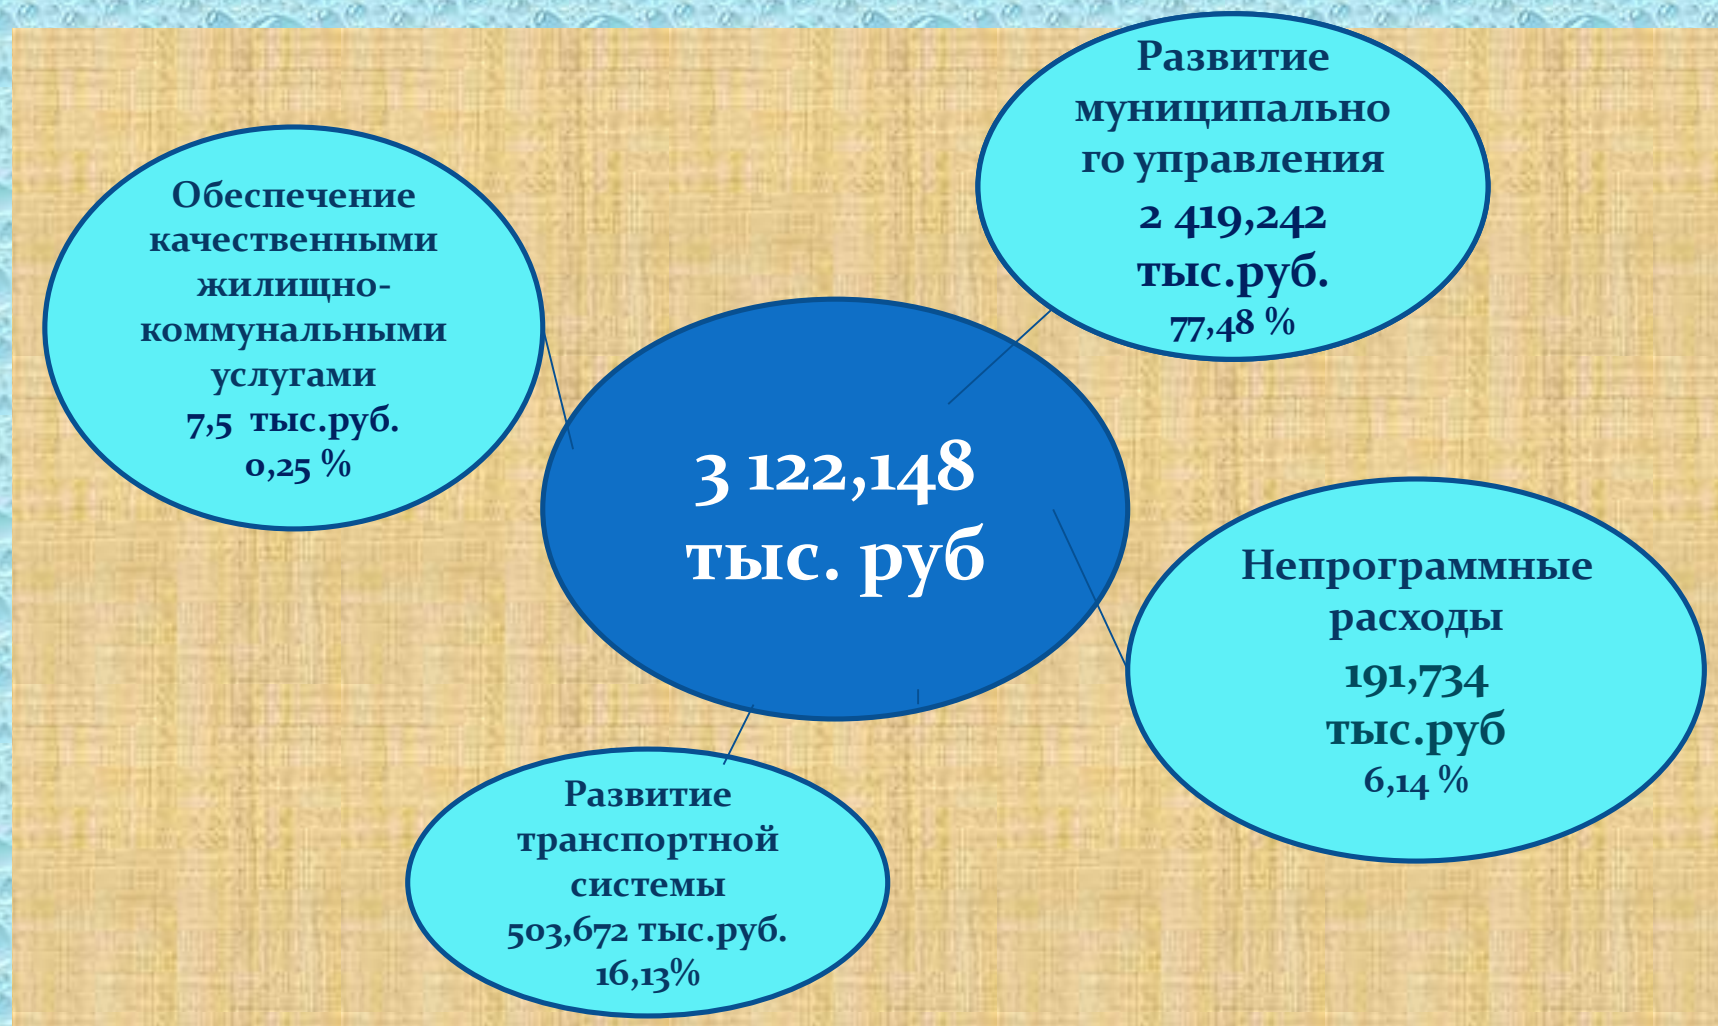 Развитие
муниципально
го управления
2 419,242
тыс.руб.
77,48 %
Обеспечение
качественными
жилищно-
коммунальными
услугами
7,5 тыс.руб.
0,25 %
3 122,148
тыс. руб
Непрограммные
расходы
191,734
тыс.руб
6,14 %
Развитие
транспортной
системы
503,672 тыс.руб.
16,13%